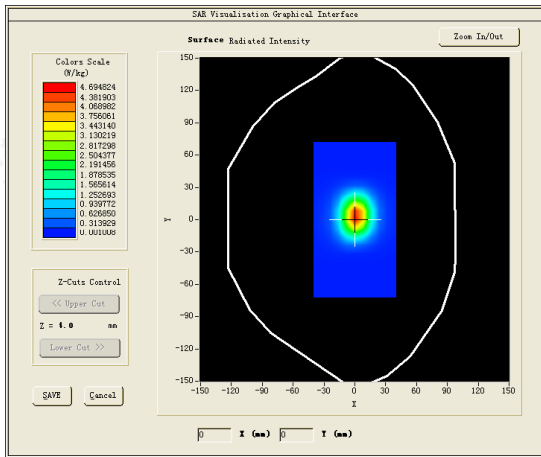 SAR Visualisation Graphical Interface
Surface Radiated Intensity
Zoom In/Out
Colors Scale
(W/kg)
4.694824
4.381903
4.068982
3.756061
3.443140
3.130219
2.817298
2.504377
2.191456
1.878535
1.565614
1.252693
0.939772
0.626850
0.313929
0.001008
150
120
90
60
30
0
-30
-60
-90
-120
-150
Y
-150 -120 -90 -60 -30 0 30 60 90 120 150
X
Z-Cuts Control
<< Upper Cut
Z = 4.0 mm
Lower Cut >>
SAVE Cancel
0 X (mm) 0 Y (mm)